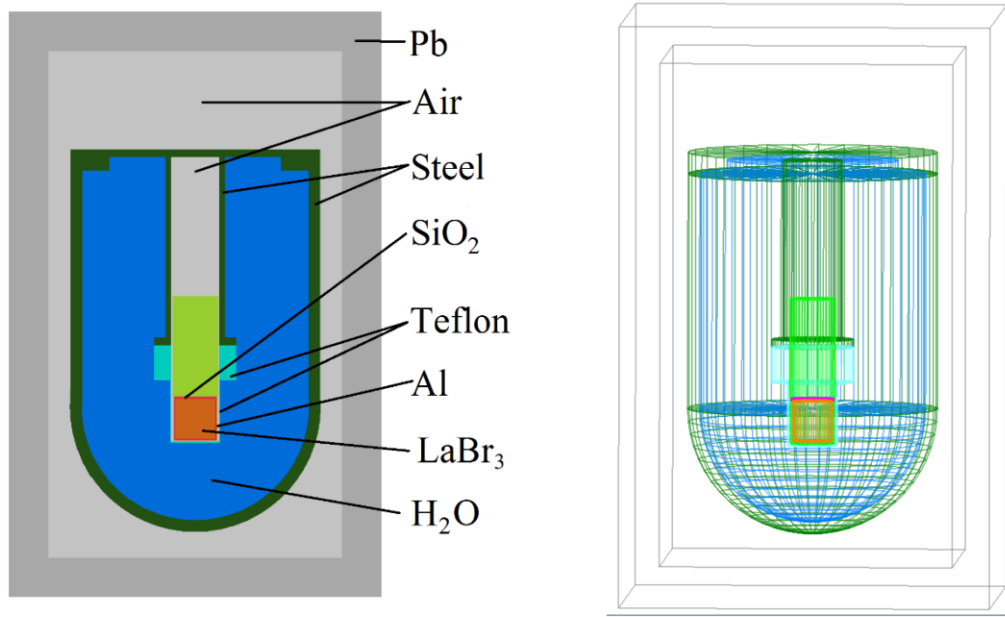 Pb
Air
Steel
SiO₂
Teflon
Al
LaBr₃
H₂O